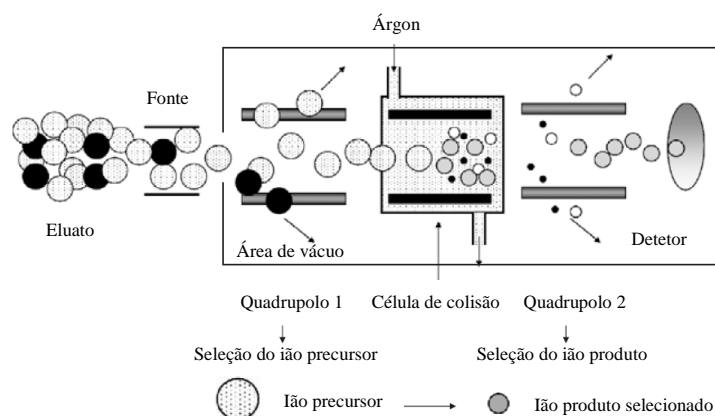 Árgon
Fonte
Eluato
Área de vácuo
Detetor
Quadrupolo 1
Célula de colisão
Quadrupolo 2
Seleção do ião precursor
Seleção do ião produto
Ião precursor
Ião produto selecionado